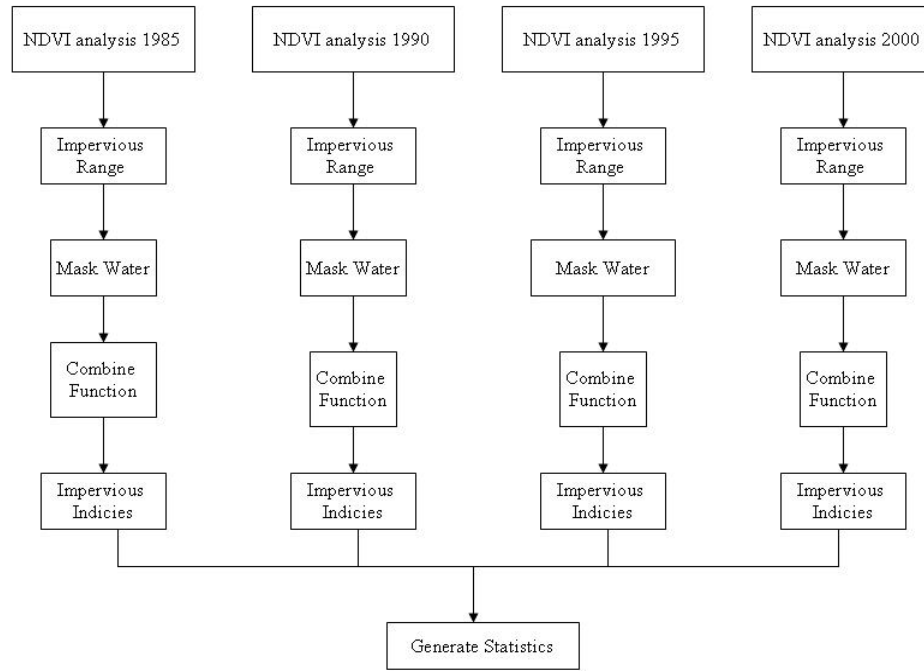 NDVI analysis 1985
NDVI analysis 1990
NDVI analysis 1995
NDVI analysis 2000
Impervious
Range
Impervious
Range
Impervious
Range
Impervious
Range
Mask Water
Mask Water
Mask Water
Mask Water
Combine
Function
Combine
Function
Combine
Function
Combine
Function
Impervious
Indicies
Impervious
Indicies
Impervious
Indicies
Impervious
Indicies
Generate Statistics